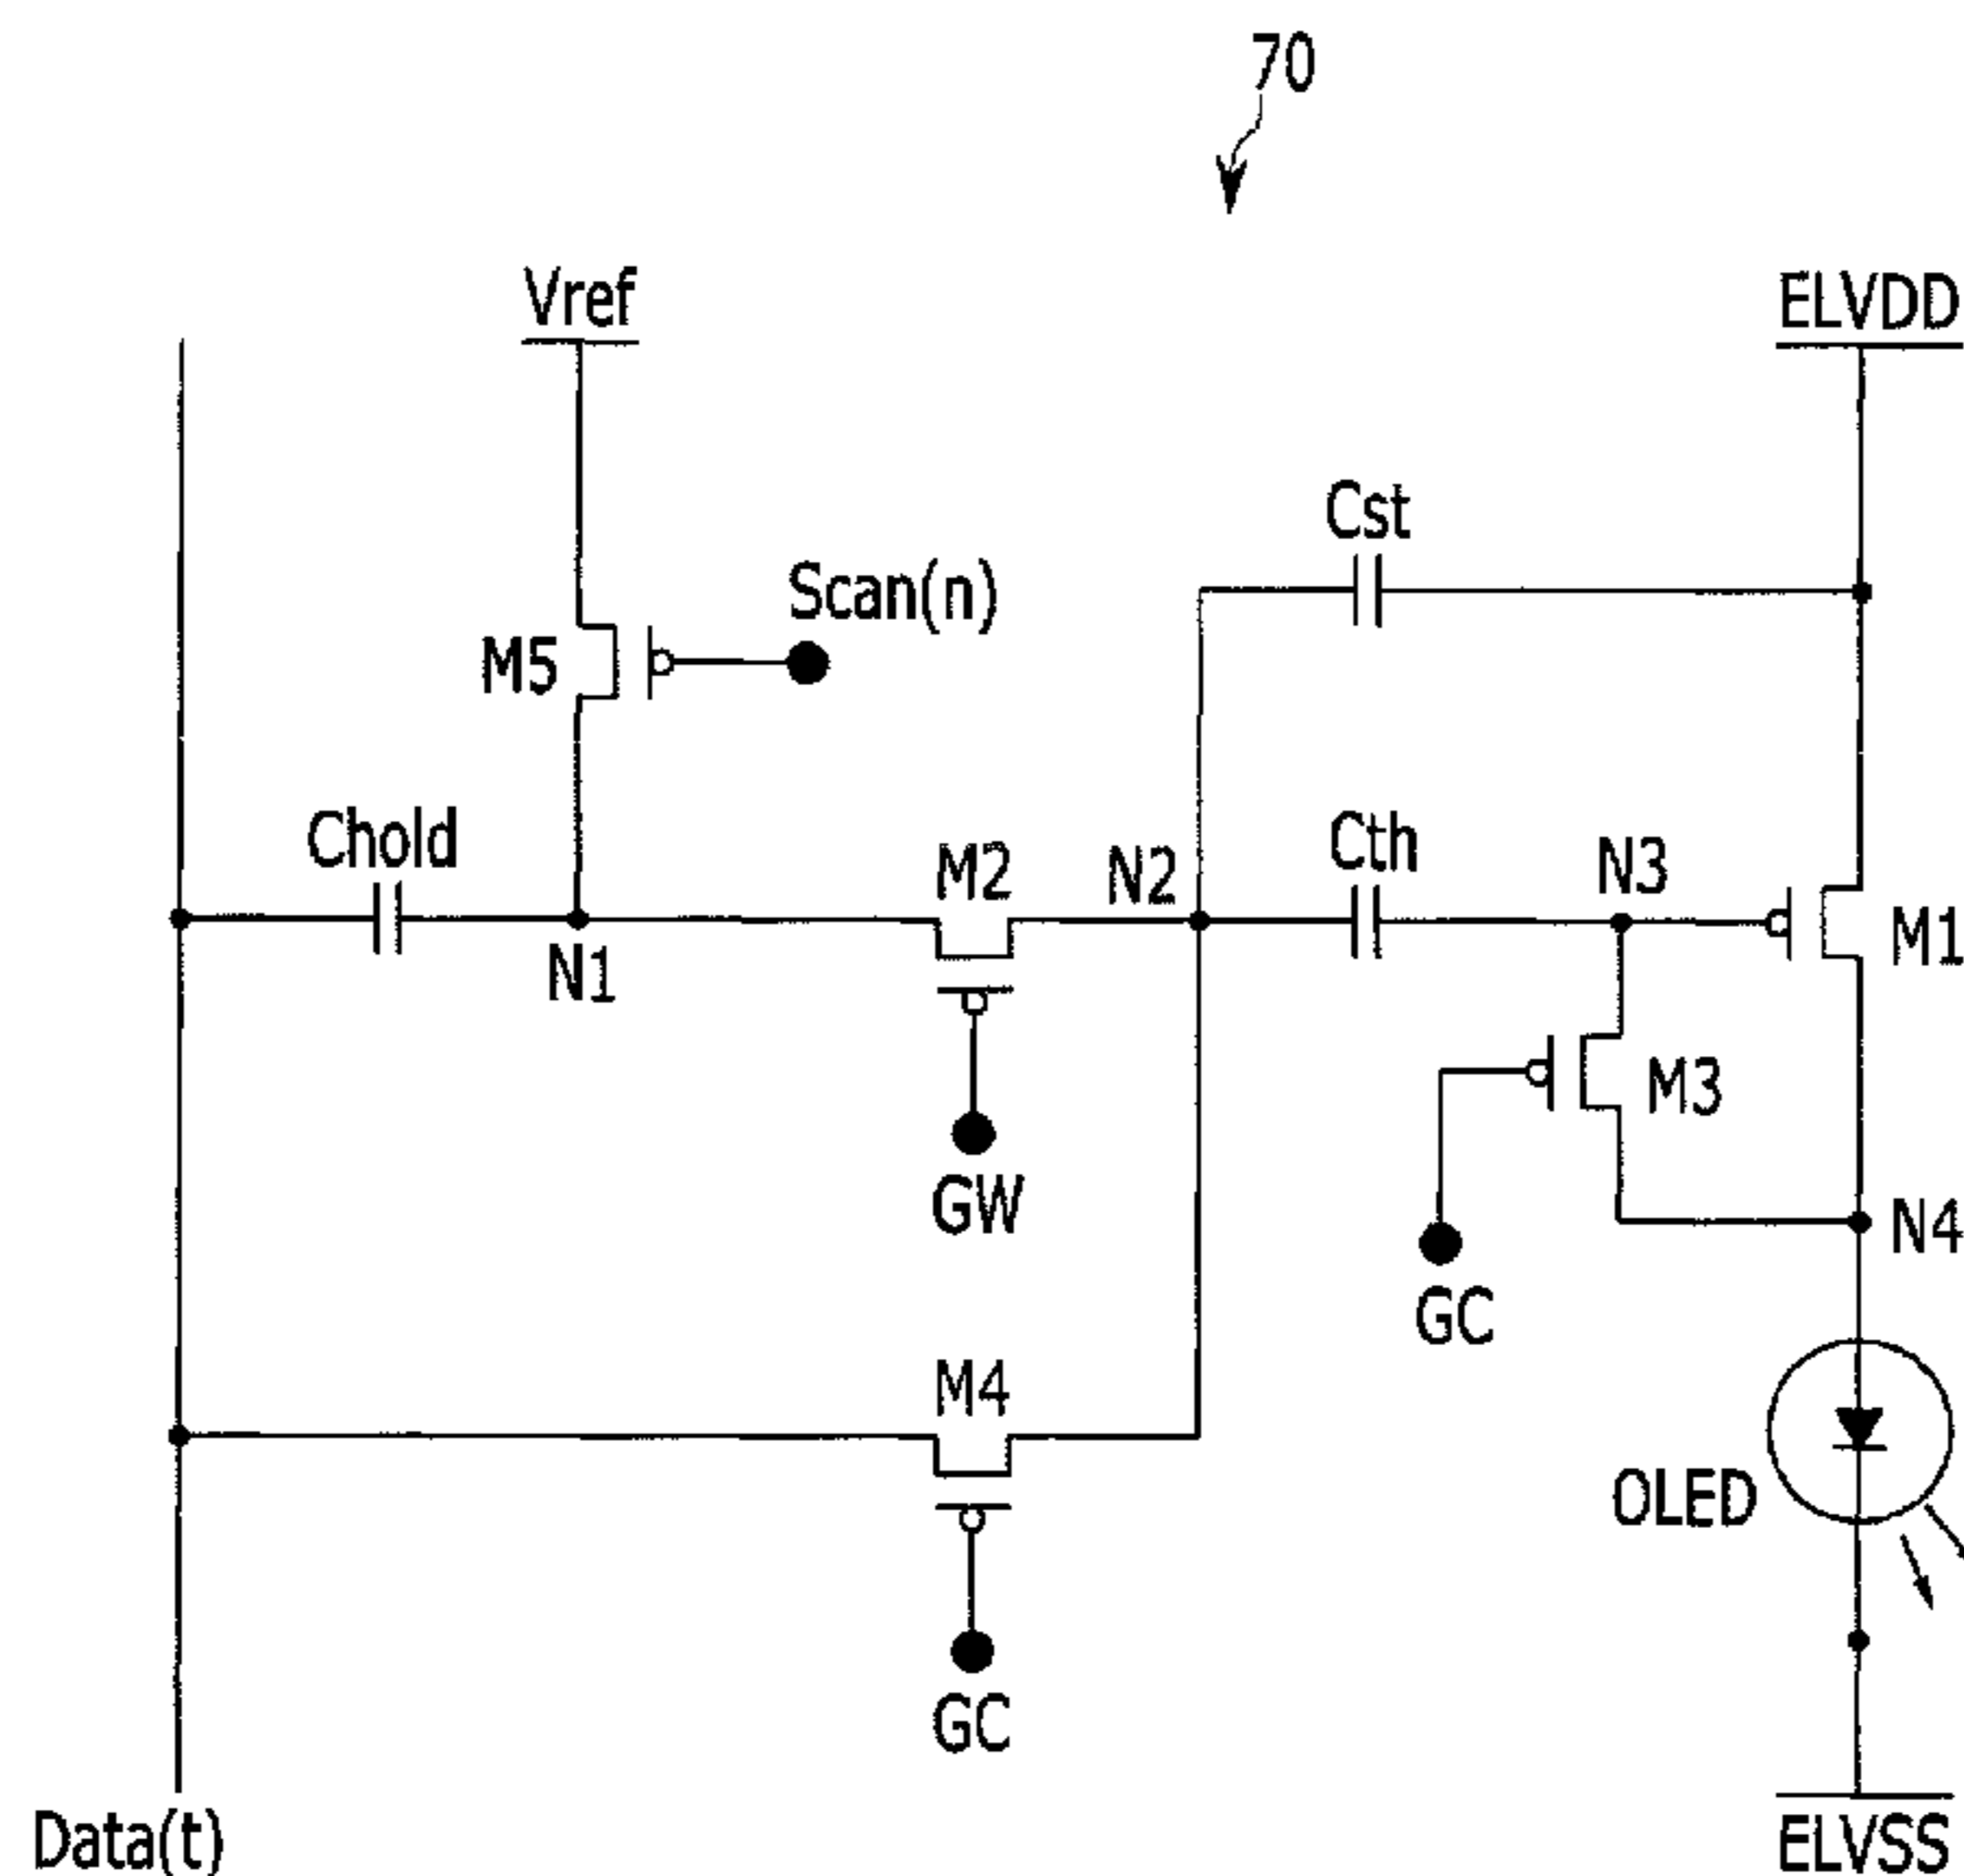 70
Vref
ELVDD
Cst
Scan(n)
M5
Chold
M2
N2
Cth
N3
M1
N1
M3
GW
N4
GC
M4
OLED
GC
Data(t)
ELVSS